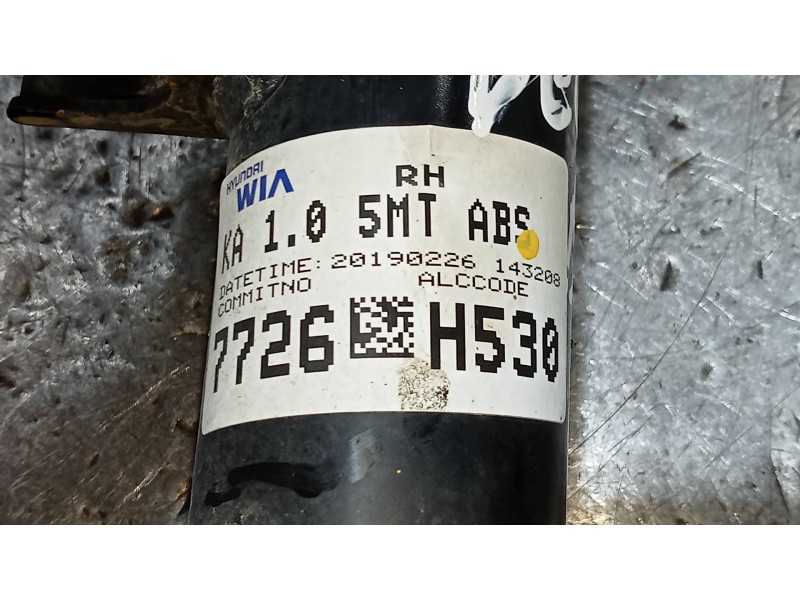 HYUNDAI
WIA
RH
KA 1.0 5MT ABS
DATETIME: 20190226 143208
COMMITNO ALCCODE
7726 H530